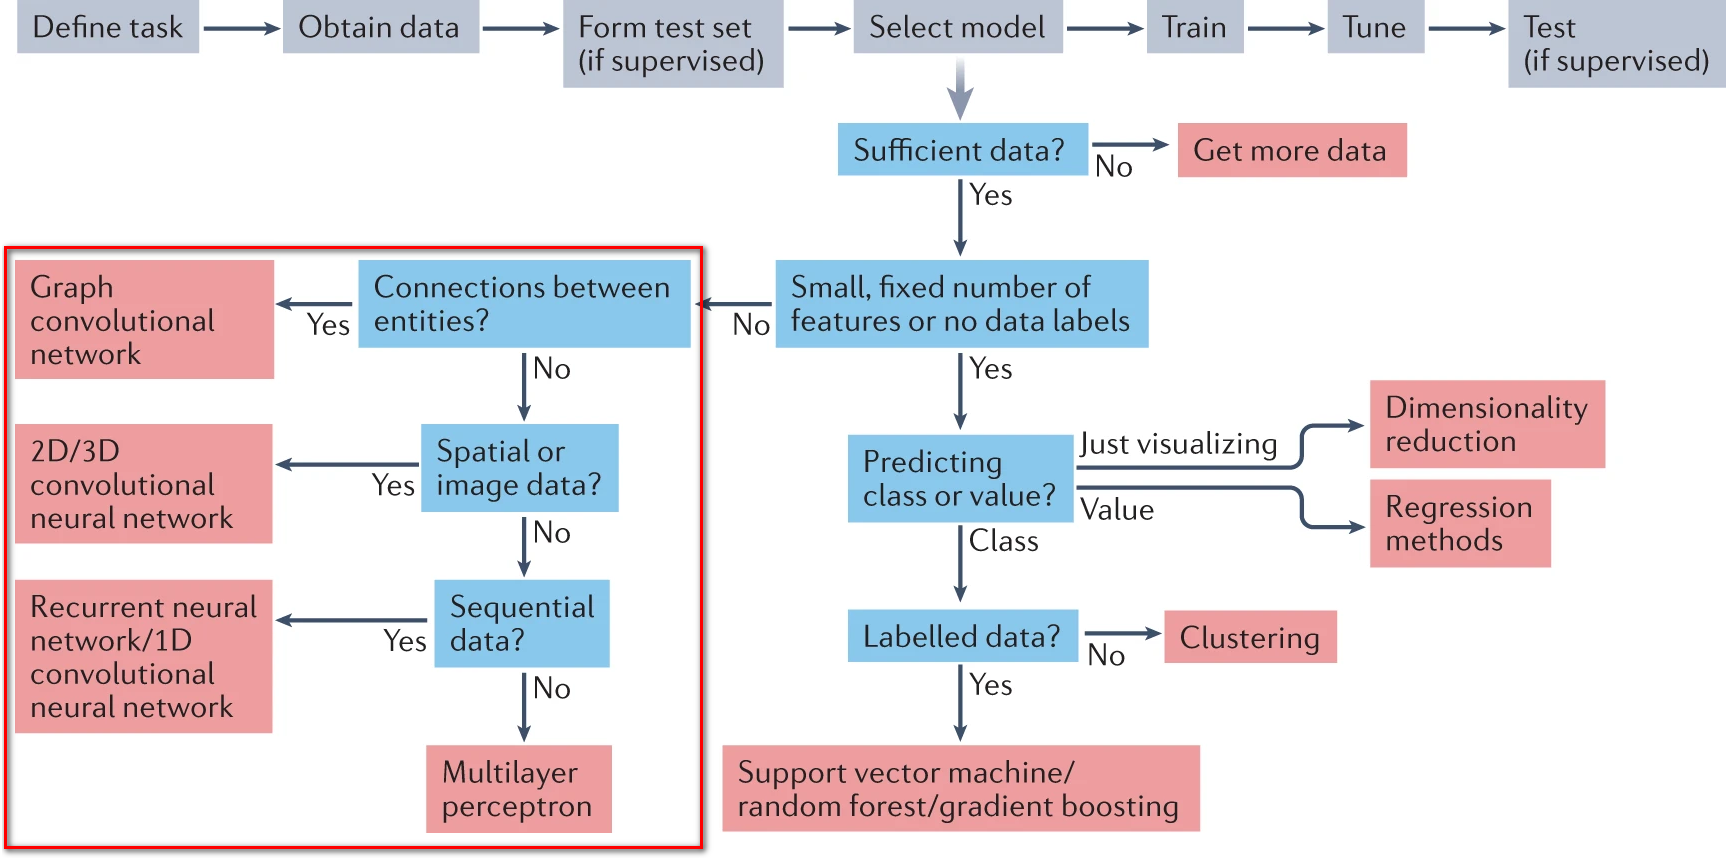 Define task
Obtain data
Form test set
(if supervised)
Select model
Train
Tune
Test
(if supervised)
Sufficient data?
No
Get more data
Yes
Graph
convolutional
network
Yes
Connections between
entities?
No
Small, fixed number of
features or no data labels
No
Yes
2D/3D
convolutional
neural network
Yes
Spatial or
image data?
No
Predicting
class or value?
Just visualizing
Dimensionality
reduction
Value
Regression
methods
Class
Recurrent neural
network/1D
convolutional
neural network
Yes
Sequential
data?
No
Labelled data?
No
Clustering
Yes
Multilayer
perceptron
Support vector machine/
random forest/gradient boosting